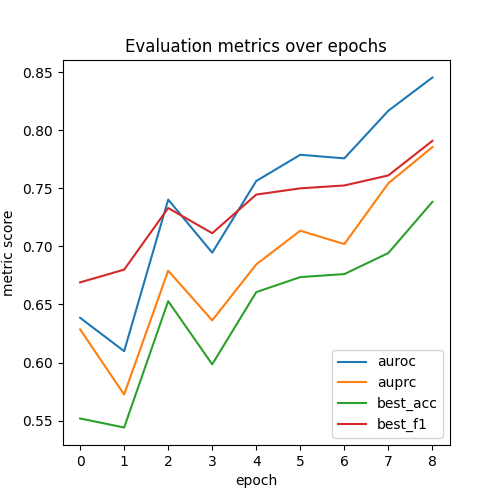 Evaluation metrics over epochs
metric score
0.85
0.80
0.75
0.70
0.65
0.60
0.55
auroc
auprc
best_acc
best_f1
0 1 2 3 4 5 6 7 8
epoch